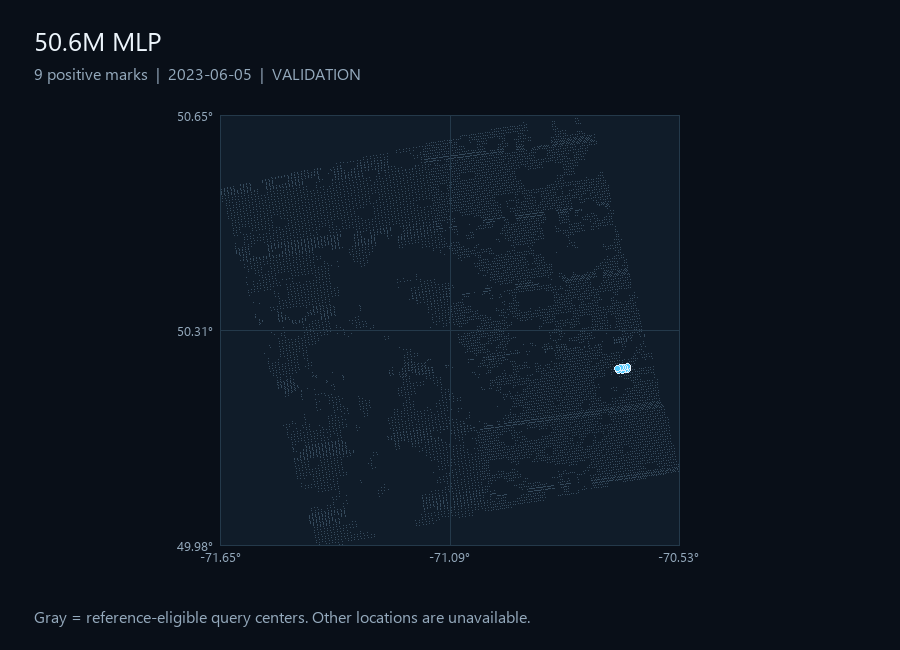 50.6M MLP
9 positive marks | 2023-06-05 | VALIDATION
50.65°
50.31°
49.98°
-71.65°
-71.09°
-70.53°
Gray = reference-eligible query centers. Other locations are unavailable.